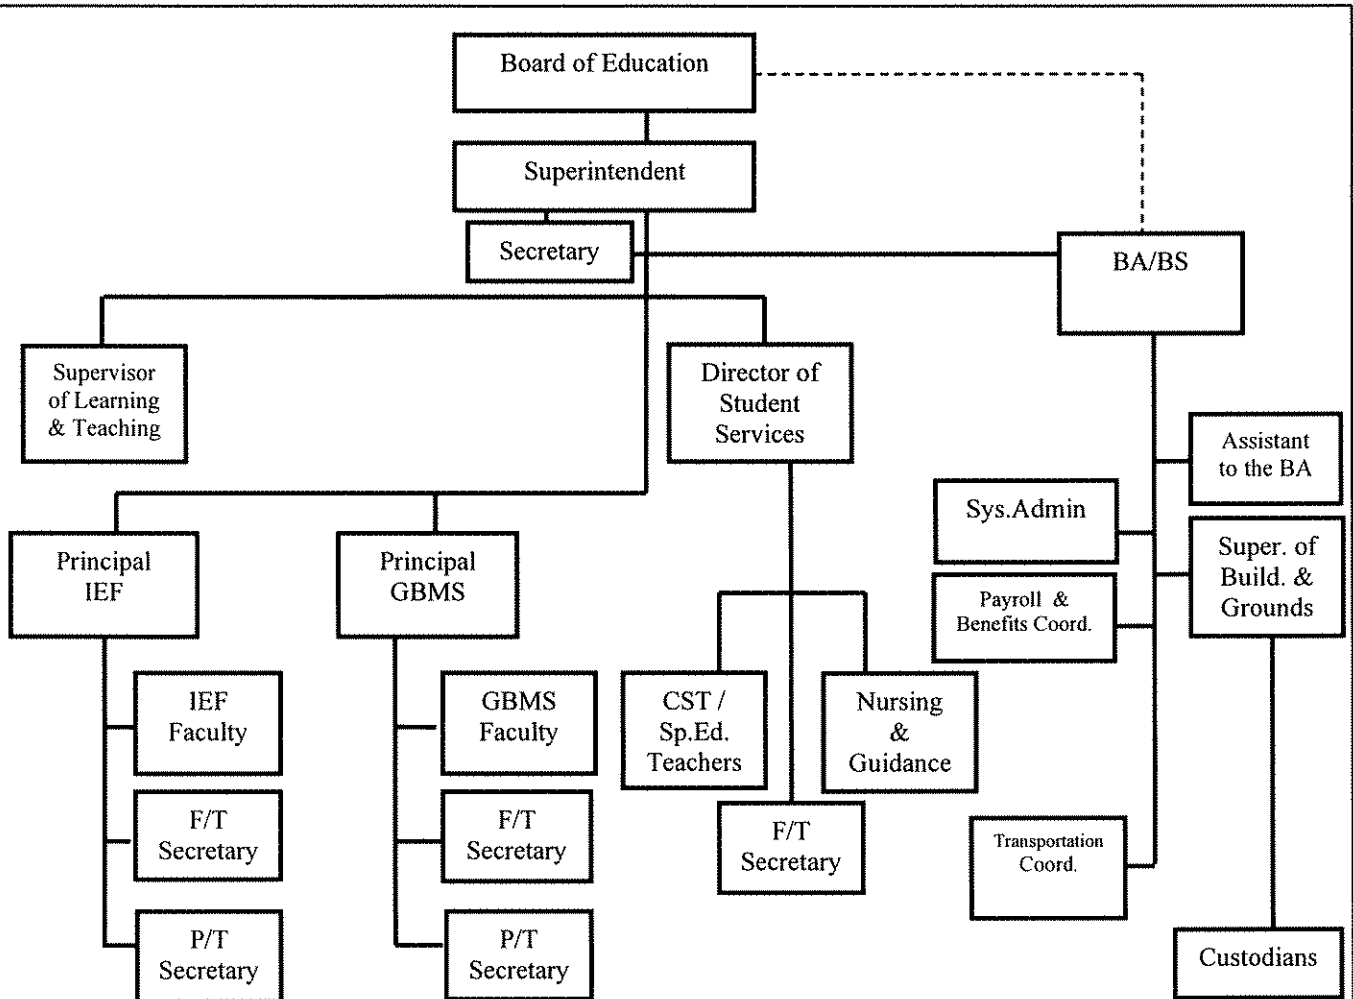 Board of Education
Superintendent
Secretary
BA/BS
Supervisor
of Learning
& Teaching
Director of
Student
Services
Assistant
to the BA
Sys.Admin
Super. of
Build. &
Grounds
Principal
IEF
Principal
GBMS
Payroll &
Benefits Coord.
IEF
Faculty
GBMS
Faculty
CST /
Sp.Ed.
Teachers
Nursing
&
Guidance
F/T
Secretary
F/T
Secretary
F/T
Secretary
Transportation
Coord.
P/T
Secretary
P/T
Secretary
Custodians